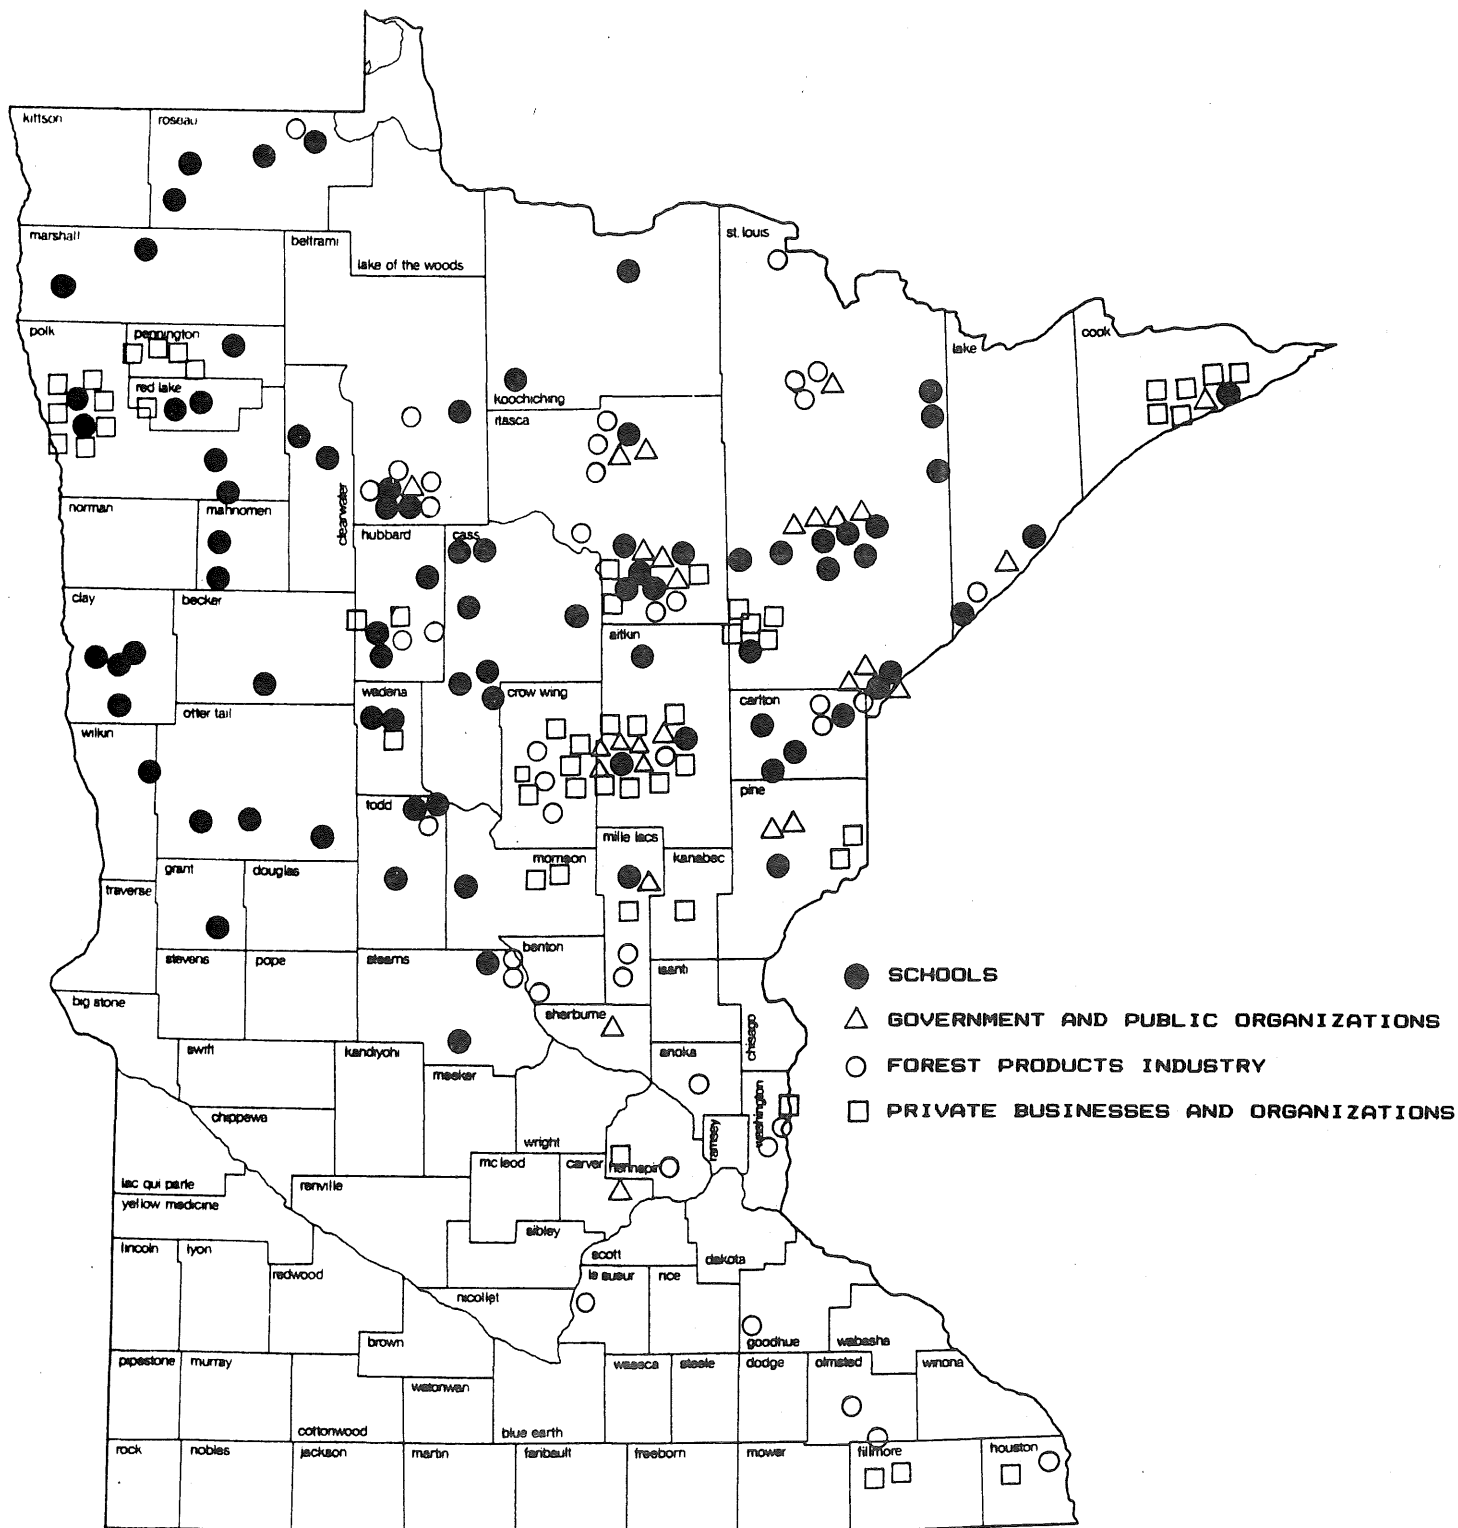 kittson
roseau
marshall
beltrami
lake of the woods
st. louis
polk
pennington
lake
cook
red lake
koochiching
itasca
norman
mahnomen
clearwater
hubbard
cass
clay
becker
aitkin
wadena
crow wing
carlton
otter tail
wilkin
todd
pine
mille lacs
morrison
kanabec
grant
douglas
traverse
benton
stevens
pope
stearns
isanti
SCHOOLS
big stone
sherburne
chisago
GOVERNMENT AND PUBLIC ORGANIZATIONS
swift
kandiyohi
anoka
meeker
FOREST PRODUCTS INDUSTRY
washington
chippewa
PRIVATE BUSINESSES AND ORGANIZATIONS
wright
ramsey
mc leod
carver
hennepin
lac qui parle
renville
yellow medicine
sibley
lincoln
lyon
scott
dakota
redwood
le sueur
rice
nicollet
brown
goodhue
wabasha
pipestone
murray
waseca
steele
dodge
olmsted
winona
watonwan
cottonwood
blue earth
rock
nobles
jackson
martin
faribault
freeborn
mower
fillmore
houston